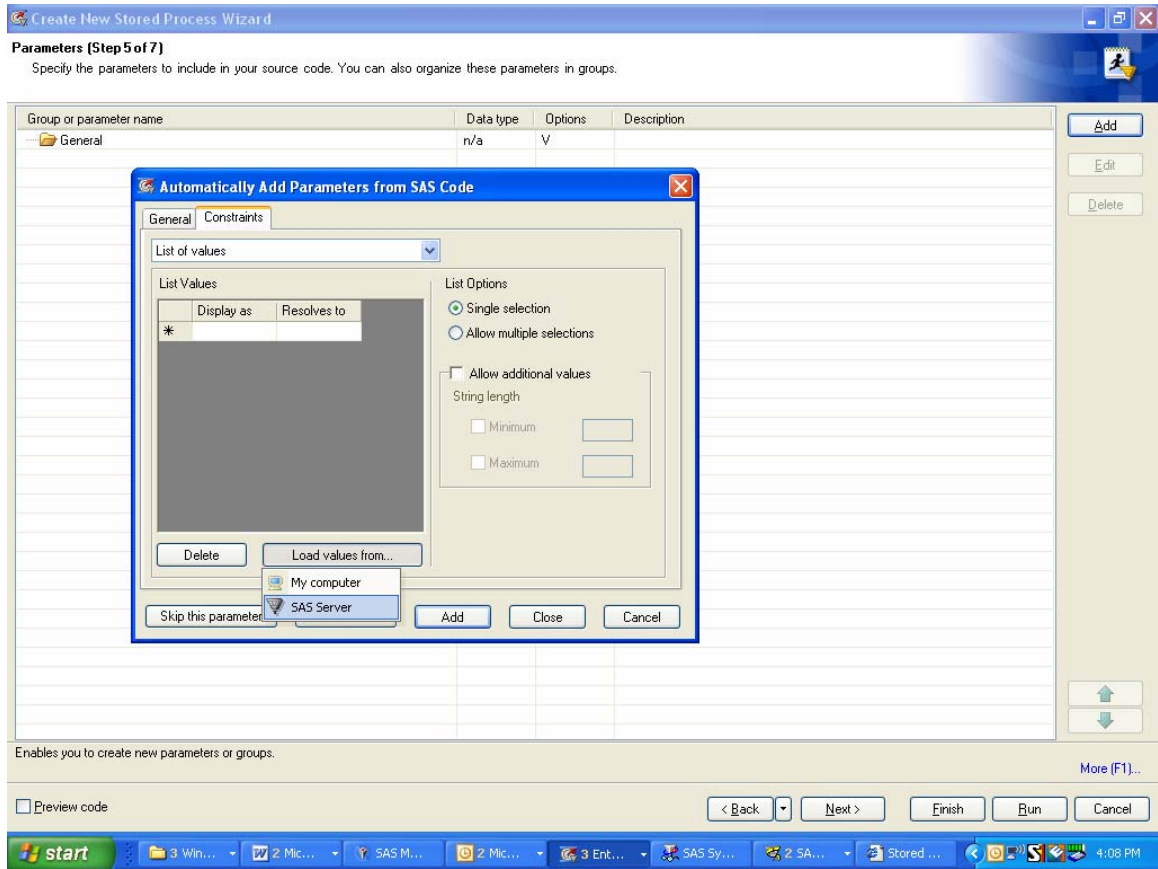 Create New Stored Process Wizard
Parameters (Step 5 of 7)
Specify the parameters to include in your source code. You can also organize these parameters in groups.
Group or parameter name Data type Options Description
General n/a V
Add
Edit
Delete
Automatically Add Parameters from SAS Code
General Constraints
List of values
List Values
Display as Resolves to
*
List Options
Single selection
Allow multiple selections
Allow additional values
String length
Minimum
Maximum
Delete Load values from...
My computer
SAS Server
Skip this parameter Add Close Cancel
Enables you to create new parameters or groups.
More (F1)...
Preview code < Back Next > Finish Run Cancel
start 3 Win... 2 Mic... SAS M... 2 Mic... 3 Ent... SAS Sy... 2 SA... Stored ... 4:08 PM